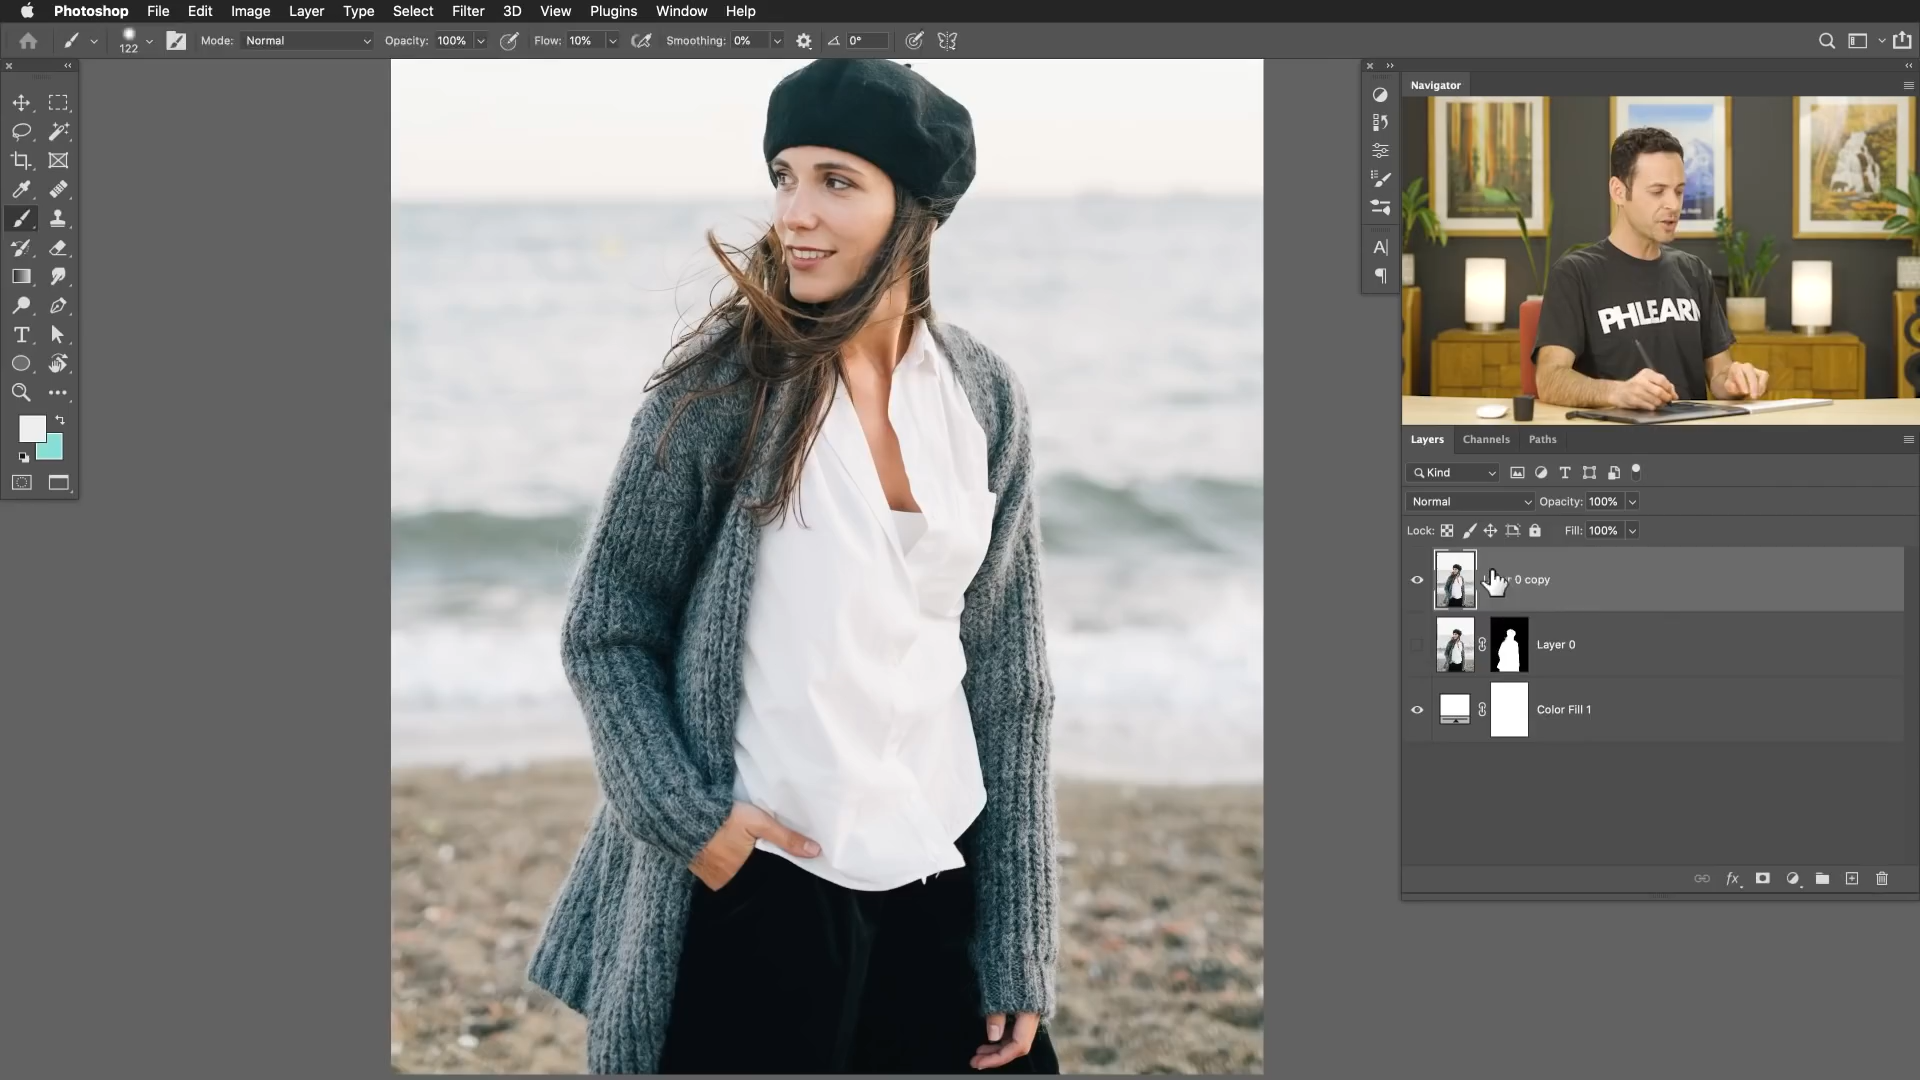 Photoshop File Edit Image Layer Type Select Filter 3D View Plugins Window Help
122 Mode: Normal Opacity: 100% Flow: 10% Smoothing: 0% 0°
Navigator
PHLEARN
Layers Channels Paths
Kind
Normal Opacity: 100%
Lock: Fill: 100%
r 0 copy
Layer 0
Color Fill 1
fx